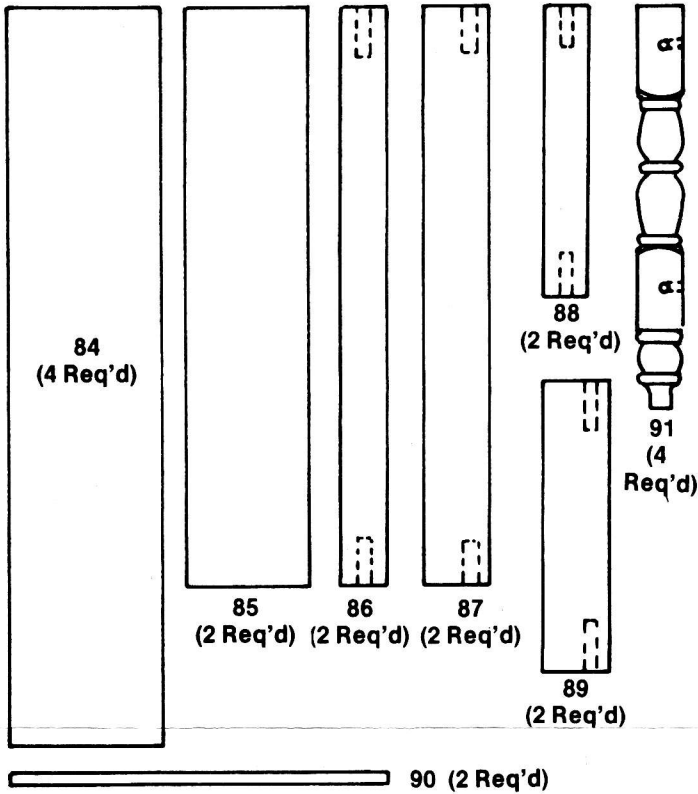 84
(4 Req'd)
85
(2 Req'd)
86
(2 Req'd)
87
(2 Req'd)
88
(2 Req'd)
89
(2 Req'd)
91
(4
Req'd)
90 (2 Req'd)